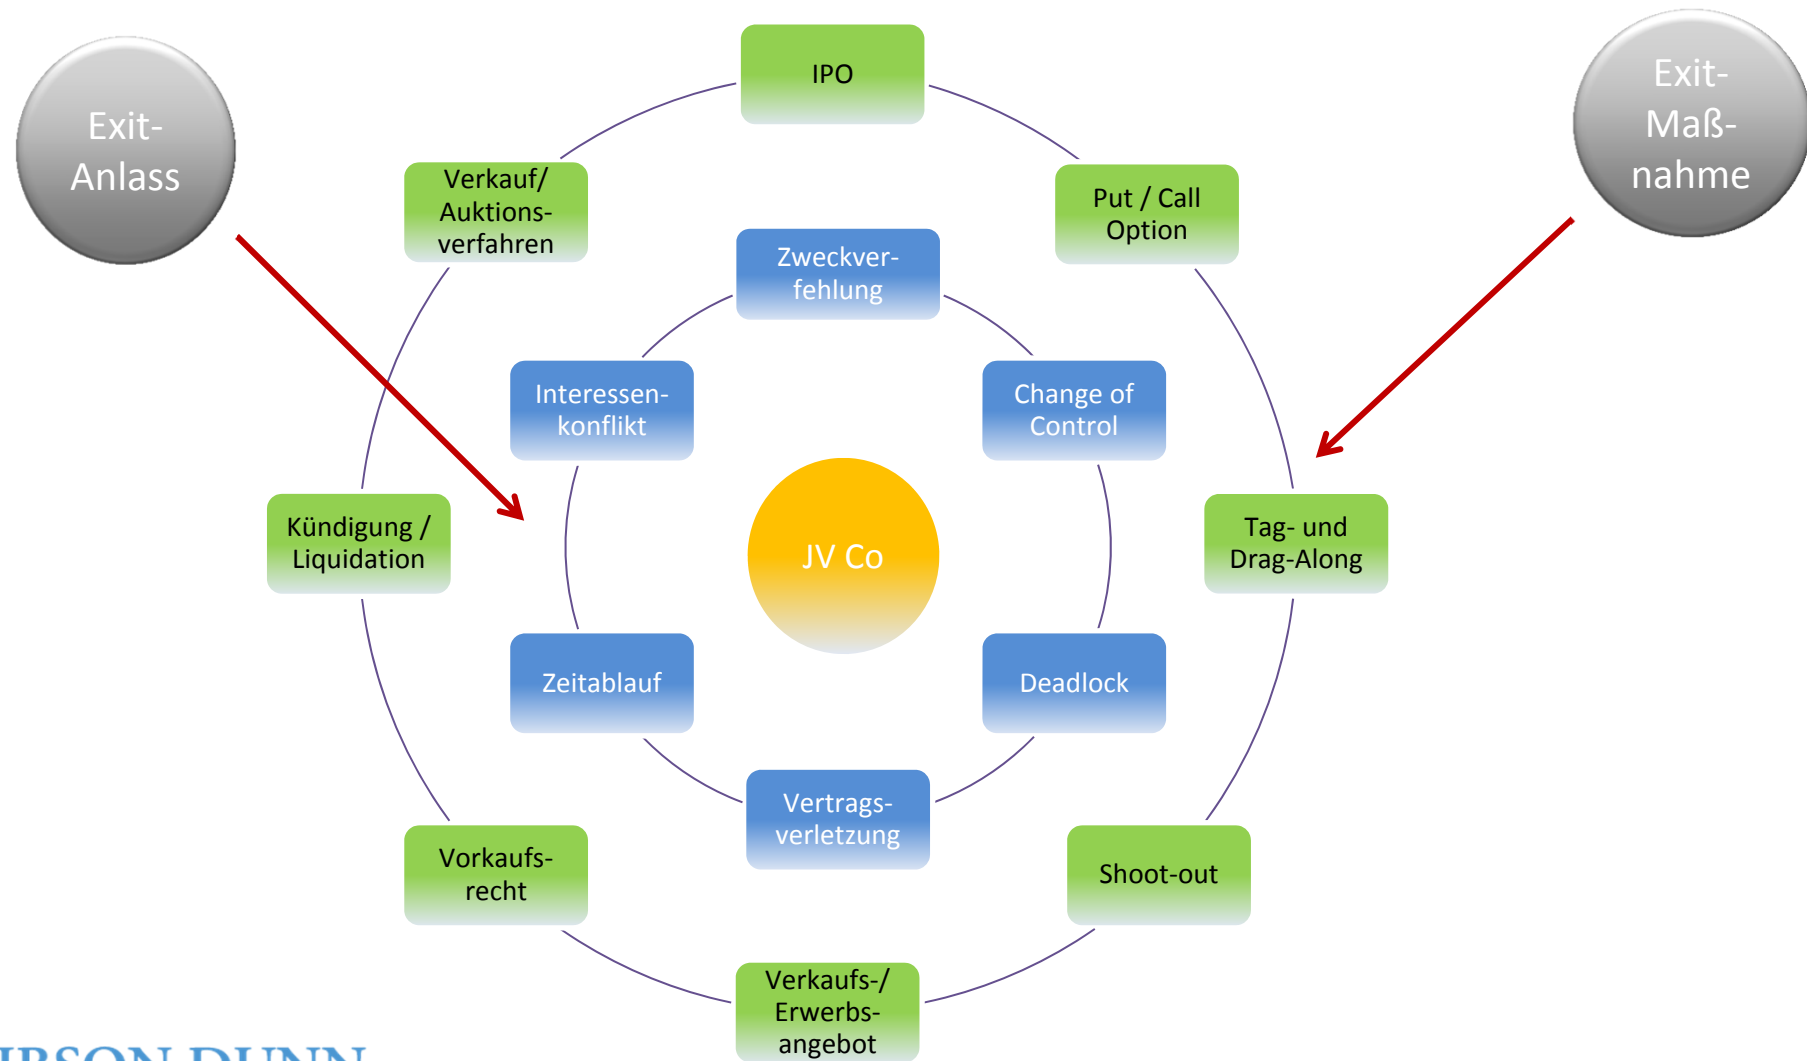 IPO
Exit-
Anlass
Exit-
Maß-
nahme
Verkauf/
Auktions-
verfahren
Put / Call
Option
Zweckver-
fehlung
Interessen-
konflikt
Change of
Control
Kündigung /
Liquidation
JV Co
Tag- und
Drag-Along
Zeitablauf
Deadlock
Vertrags-
verletzung
Vorkaufs-
recht
Shoot-out
Verkaufs-/
Erwerbs-
angebot
IBSON DUNN